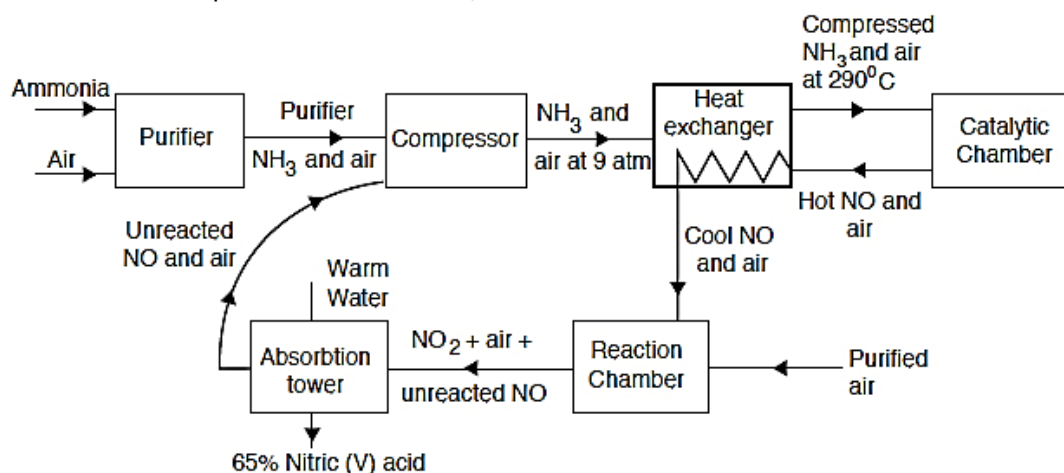 Compressed
NH₃ and air
at 290⁰C
Ammonia
Purifier
Air
Purifier
NH₃ and air
Compressor
NH₃ and
air at 9 atm
Heat
exchanger
Catalytic
Chamber
Hot NO and
air
Unreacted
NO and air
Cool NO
and air
Warm
Water
Absorbtion
tower
NO₂ + air +
unreacted NO
Reaction
Chamber
Purified
air
65% Nitric (V) acid